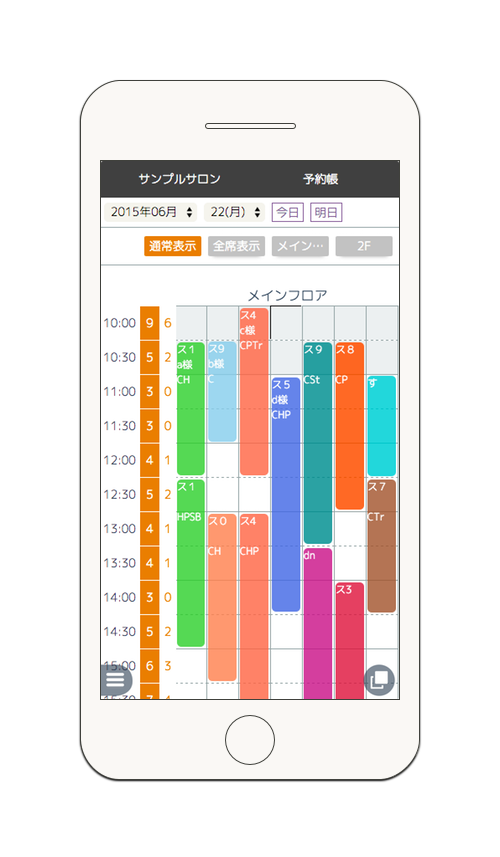 サンプルサロン 予約帳
2015年06月 22(月) 今日 明日
通常表示 全席表示 メイン… 2F
メインフロア
10:00 9 6
10:30 5 2
11:00 3 0
11:30 3 0
12:00 4 1
12:30 5 2
13:00 4 1
13:30 4 1
14:00 3 0
14:30 5 2
15:00 6 3
ス1
a様
CH
ス9
b様
C
ス4
c様
CPTr
ス5
d様
CHP
ス9
CSt
ス8
CP
す
ス1
HPSB
ス0
CH
ス4
CHP
dn
ス3
ス7
CTr